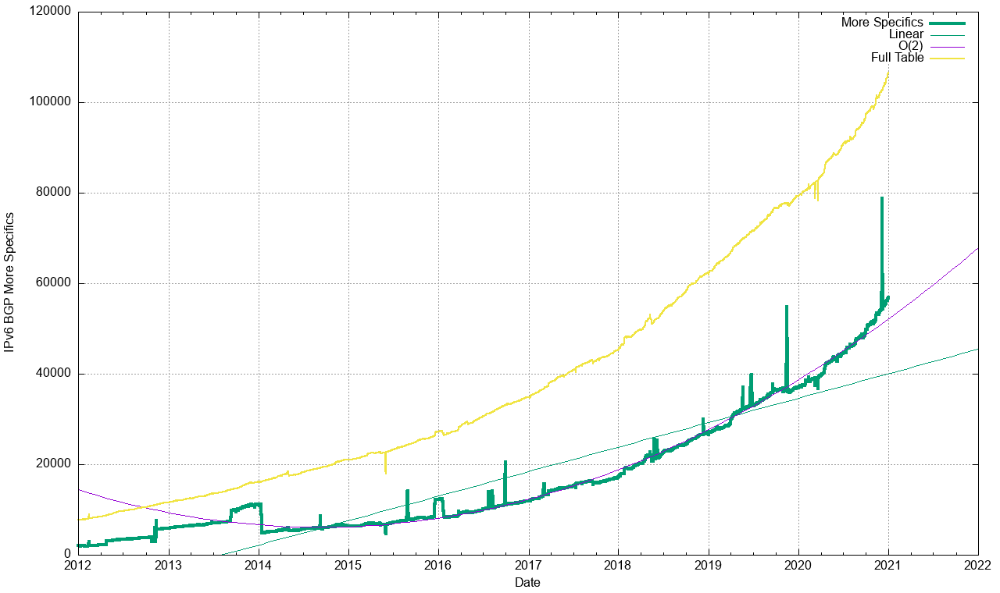 120000
100000
80000
60000
40000
20000
0
IPv6 BGP More Specifics
More Specifics
Linear
O(2)
Full Table
2012 2013 2014 2015 2016 2017 2018 2019 2020 2021 2022
Date